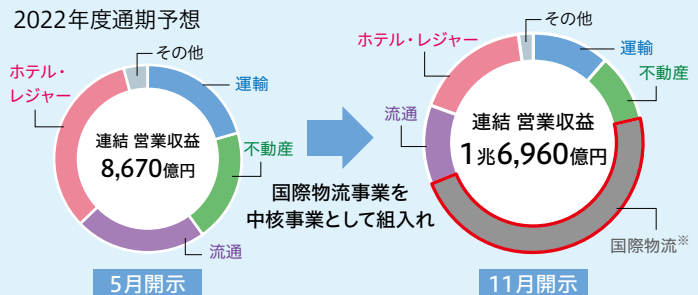 2022年度通期予想
その他
運輸
不動産
流通
ホテル・
レジャー
連結 営業収益
8,670億円
5月開示
国際物流事業を
中核事業として組入れ
その他
運輸
不動産
国際物流※
流通
ホテル・レジャー
連結 営業収益
1兆6,960億円
11月開示